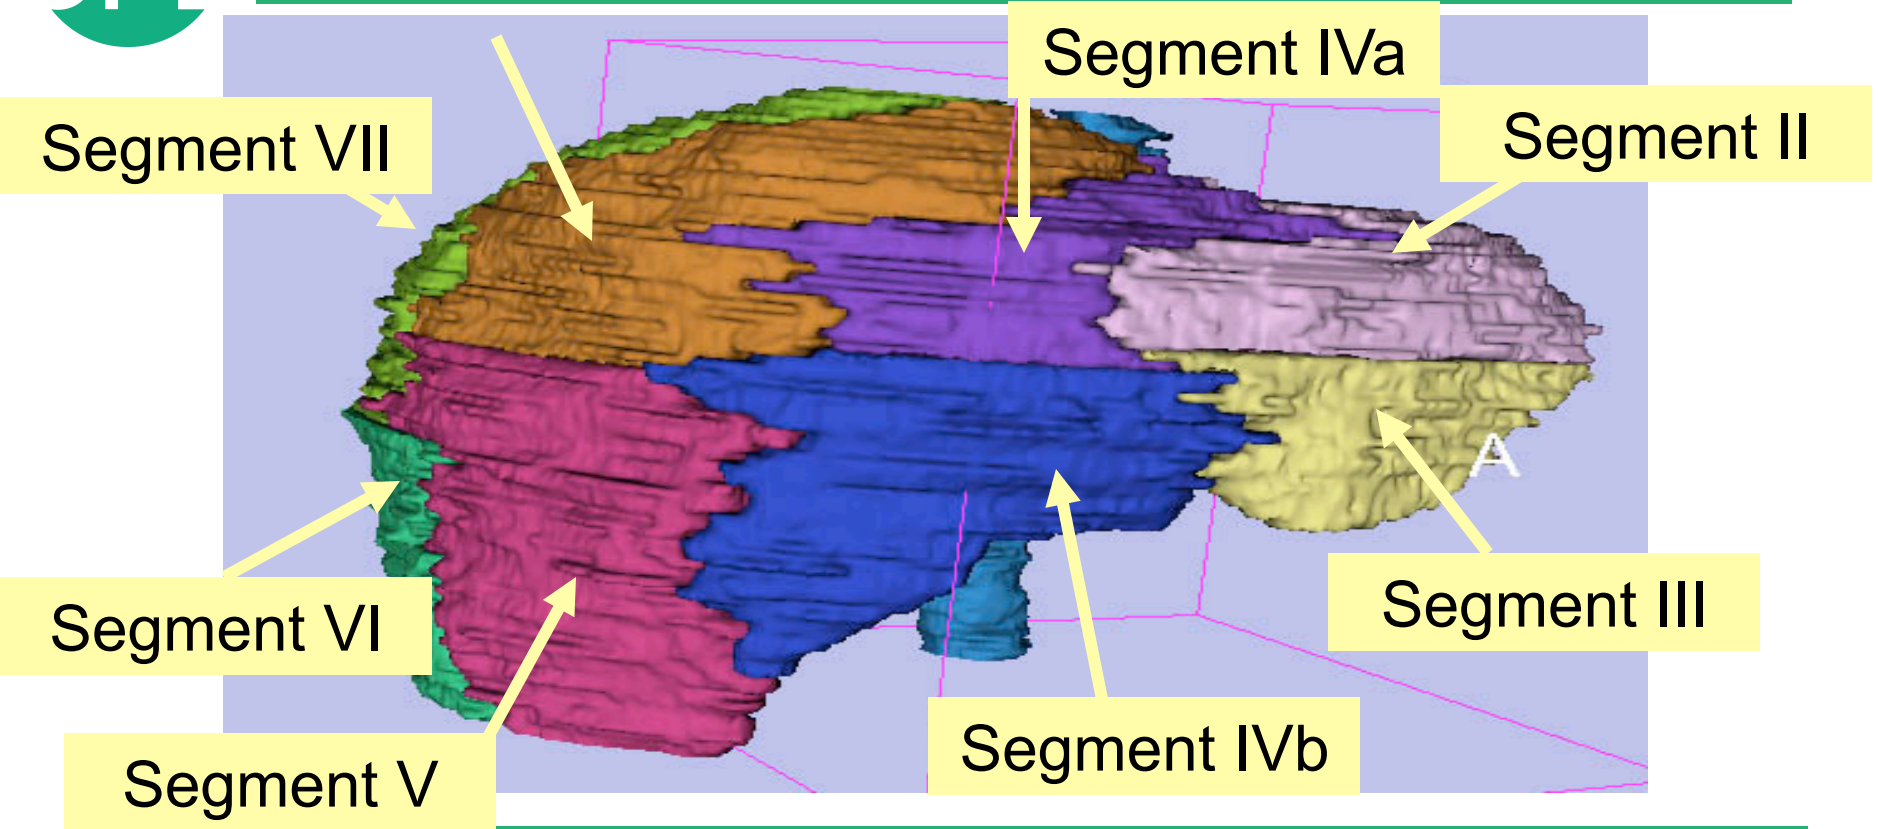 Segment IVa
Segment II
Segment VII
A
Segment VI
Segment III
Segment IVb
Segment V